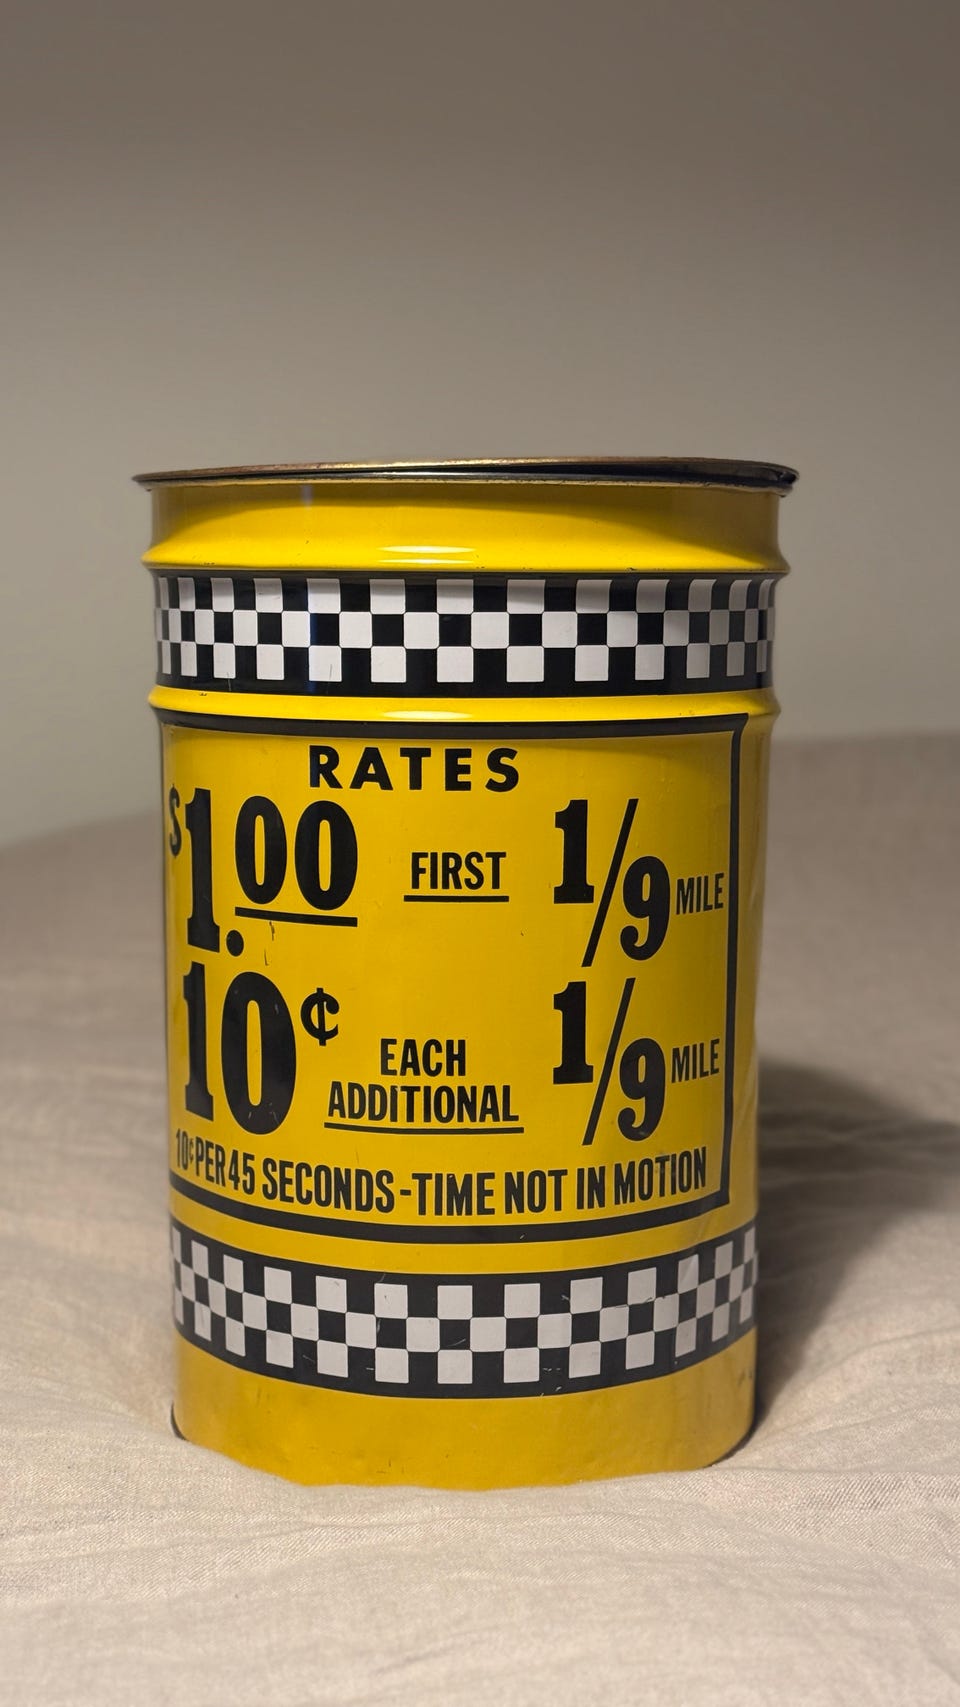 RATES
$1.00 FIRST 1/9 MILE
10¢ EACH ADDITIONAL 1/9 MILE
10¢ PER 45 SECONDS - TIME NOT IN MOTION